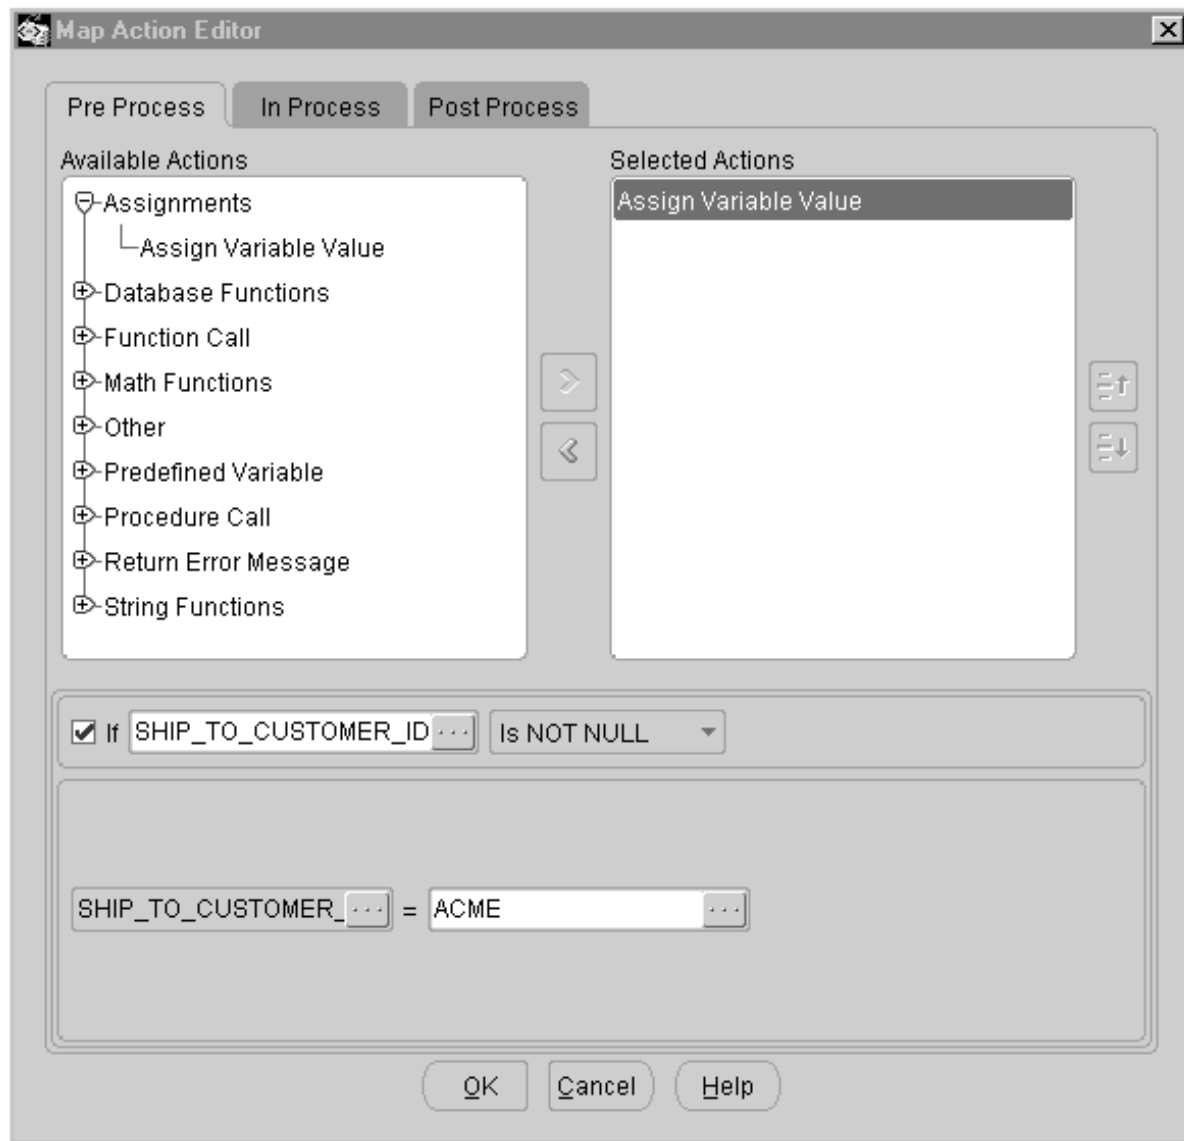 Map Action Editor
Pre Process
In Process
Post Process
Available Actions
Selected Actions
Assignments
Assign Variable Value
Database Functions
Function Call
Math Functions
Other
Predefined Variable
Procedure Call
Return Error Message
String Functions
Assign Variable Value
If SHIP_TO_CUSTOMER_ID ... Is NOT NULL
SHIP_TO_CUSTOMER_ ... = ACME ...
OK Cancel Help